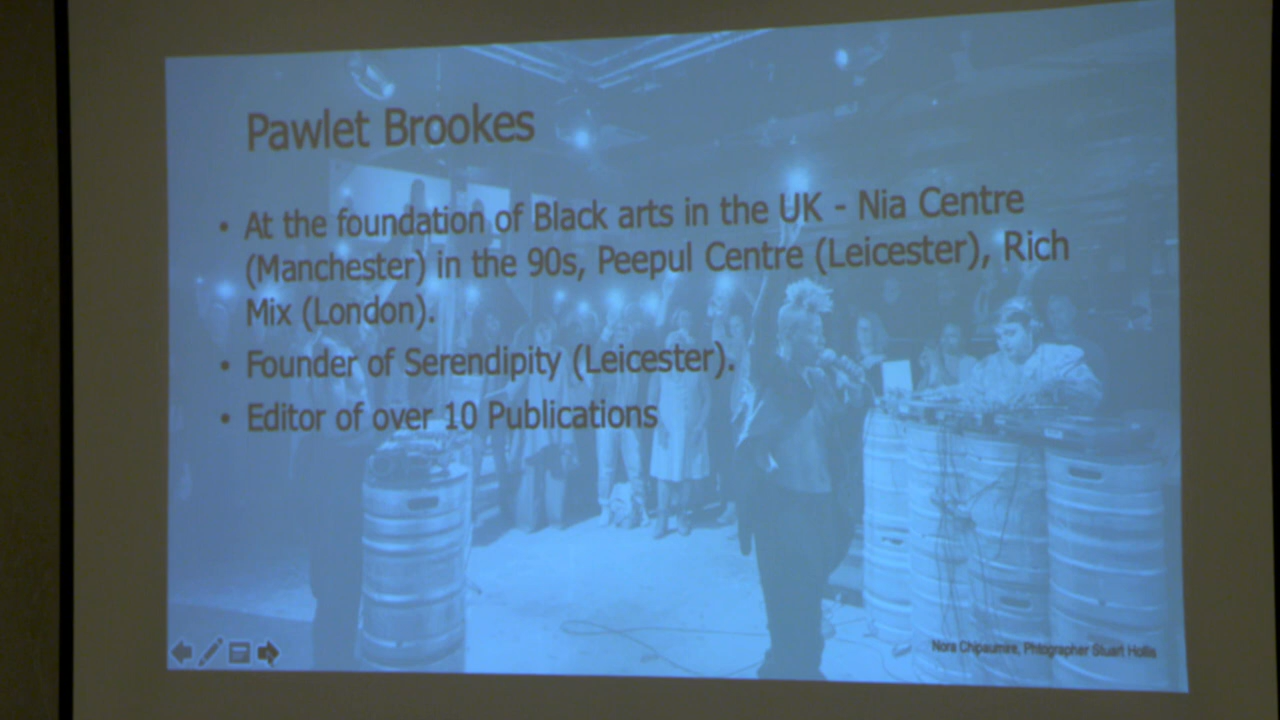 Pawlet Brookes
• At the foundation of Black arts in the UK - Nia Centre
(Manchester) in the 90s, Peepul Centre (Leicester), Rich
Mix (London).
• Founder of Serendipity (Leicester).
• Editor of over 10 Publications
Nora Chipaumire, Phtographer Stuart Hollis